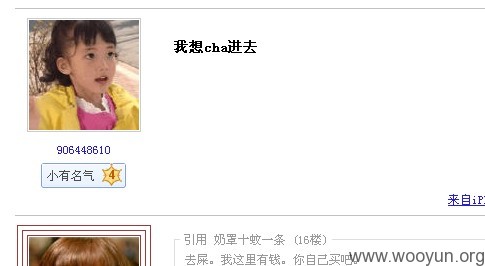 我想cha进去
906448610
小有名气 4
来自iP
引用 奶罩十蚊一条 (16楼)
去屎。我这里有钱。你自己买吧。
www.wooyun.org